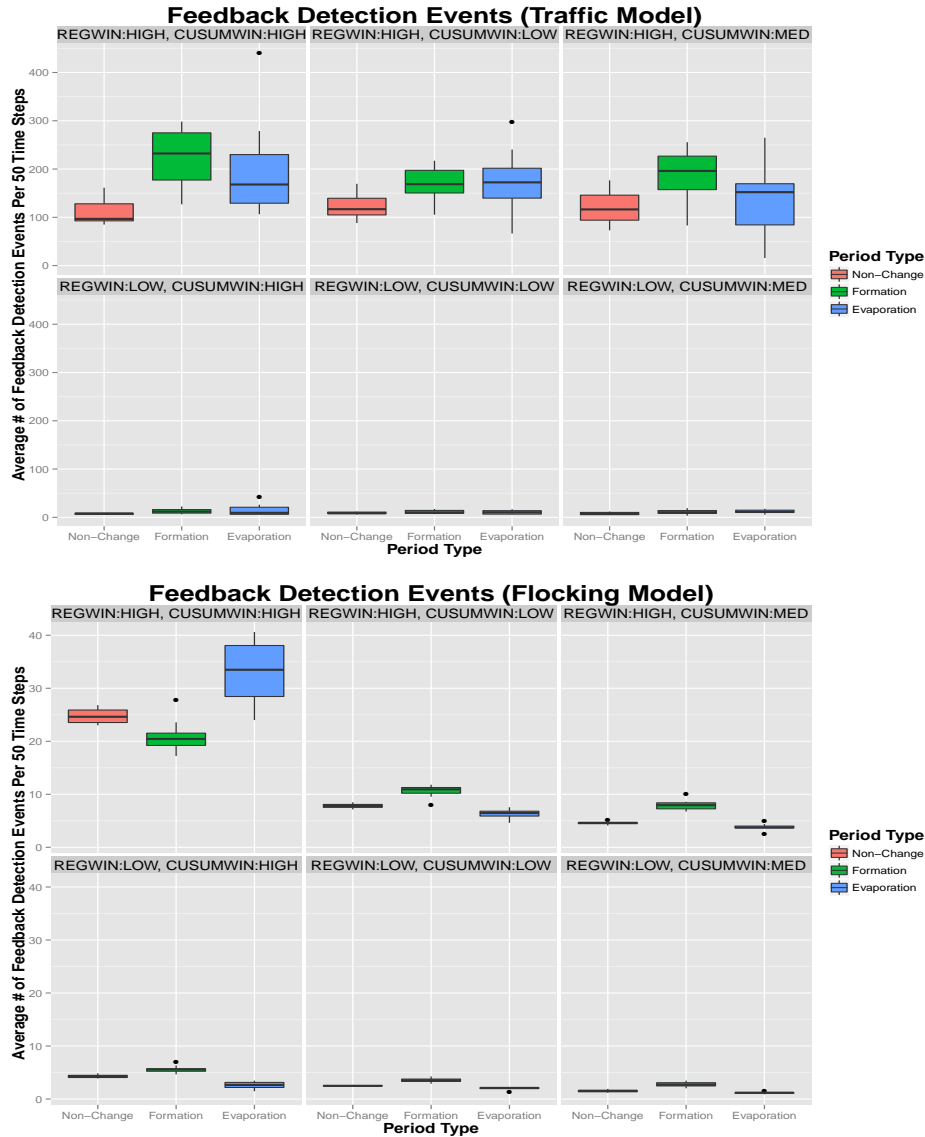 Feedback Detection Events (Traffic Model)
REGWIN:HIGH, CUSUMWIN:HIGH
REGWIN:HIGH, CUSUMWIN:LOW
REGWIN:HIGH, CUSUMWIN:MED
400
300
200
100
0
REGWIN:LOW, CUSUMWIN:HIGH
REGWIN:LOW, CUSUMWIN:LOW
REGWIN:LOW, CUSUMWIN:MED
400
300
200
100
0
Average # of Feedback Detection Events Per 50 Time Steps
Non−Change Formation Evaporation
Non−Change Formation Evaporation
Non−Change Formation Evaporation
Period Type
Period Type
Non−Change
Formation
Evaporation
Feedback Detection Events (Flocking Model)
REGWIN:HIGH, CUSUMWIN:HIGH
REGWIN:HIGH, CUSUMWIN:LOW
REGWIN:HIGH, CUSUMWIN:MED
40
30
20
10
0
REGWIN:LOW, CUSUMWIN:HIGH
REGWIN:LOW, CUSUMWIN:LOW
REGWIN:LOW, CUSUMWIN:MED
40
30
20
10
0
Average # of Feedback Detection Events Per 50 Time Steps
Non−Change Formation Evaporation
Non−Change Formation Evaporation
Non−Change Formation Evaporation
Period Type
Period Type
Non−Change
Formation
Evaporation